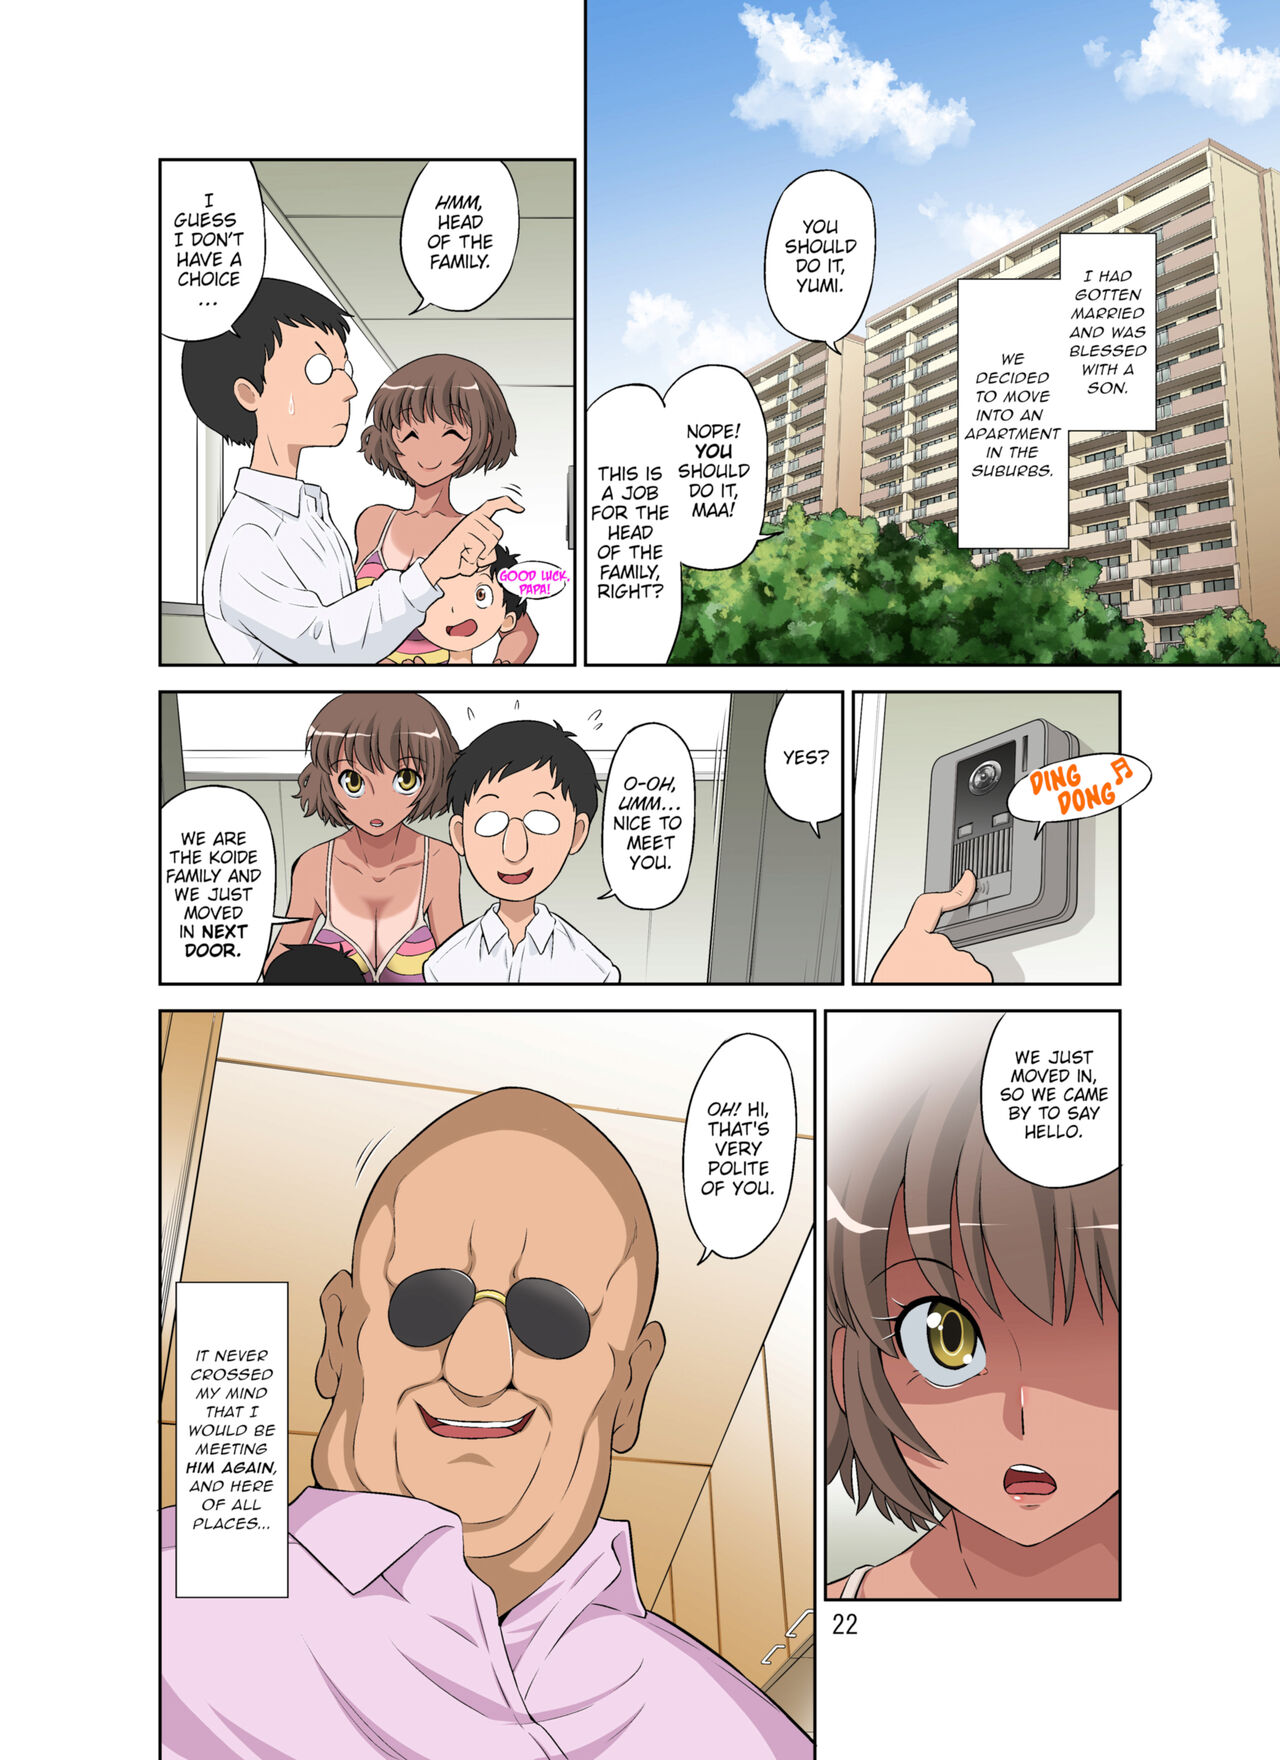 I HAD
GOTTEN
MARRIED
AND WAS
BLESSED
WITH A
SON.
WE
DECIDED
TO MOVE
INTO AN
APARTMENT
IN THE
SUBURBS.
YOU
SHOULD
DO IT,
YUMI.
NOPE!
YOU
SHOULD
DO IT,
MAA!
THIS IS
A JOB
FOR THE
HEAD
OF THE
FAMILY,
RIGHT?
HMM,
HEAD
OF THE
FAMILY.
GOOD LUCK,
PAPA!
I
GUESS
I DON'T
HAVE A
CHOICE
...
DING
DONG♬
YES?
O-OH,
UMM...
NICE TO
MEET
YOU.
WE ARE
THE KOIDE
FAMILY AND
WE JUST
MOVED
IN NEXT
DOOR.
WE JUST
MOVED IN,
SO WE CAME
BY TO SAY
HELLO.
OH! HI,
THAT'S
VERY
POLITE
OF YOU.
IT NEVER
CROSSED
MY MIND
THAT I
WOULD BE
MEETING
HIM AGAIN,
AND HERE
OF ALL
PLACES...
22